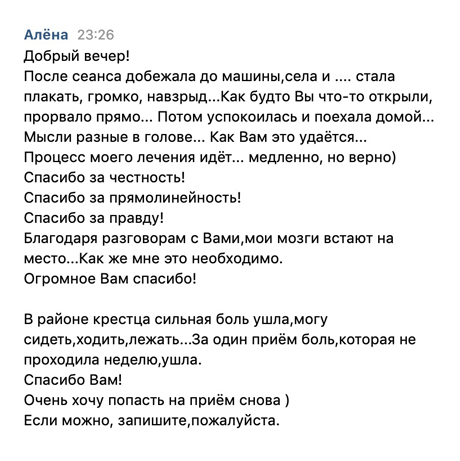 Алёна 23:26
Добрый вечер!
После сеанса добежала до машины,села и .... стала
плакать, громко, навзрыд...Как будто Вы что-то открыли,
прорвало прямо... Потом успокоилась и поехала домой...
Мысли разные в голове... Как Вам это удаётся...
Процесс моего лечения идёт... медленно, но верно)
Спасибо за честность!
Спасибо за прямолинейность!
Спасибо за правду!
Благодаря разговорам с Вами,мои мозги встают на
место...Как же мне это необходимо.
Огромное Вам спасибо!
В районе крестца сильная боль ушла,могу
сидеть,ходить,лежать...За один приём боль,которая не
проходила неделю,ушла.
Спасибо Вам!
Очень хочу попасть на приём снова )
Если можно, запишите,пожалуйста.